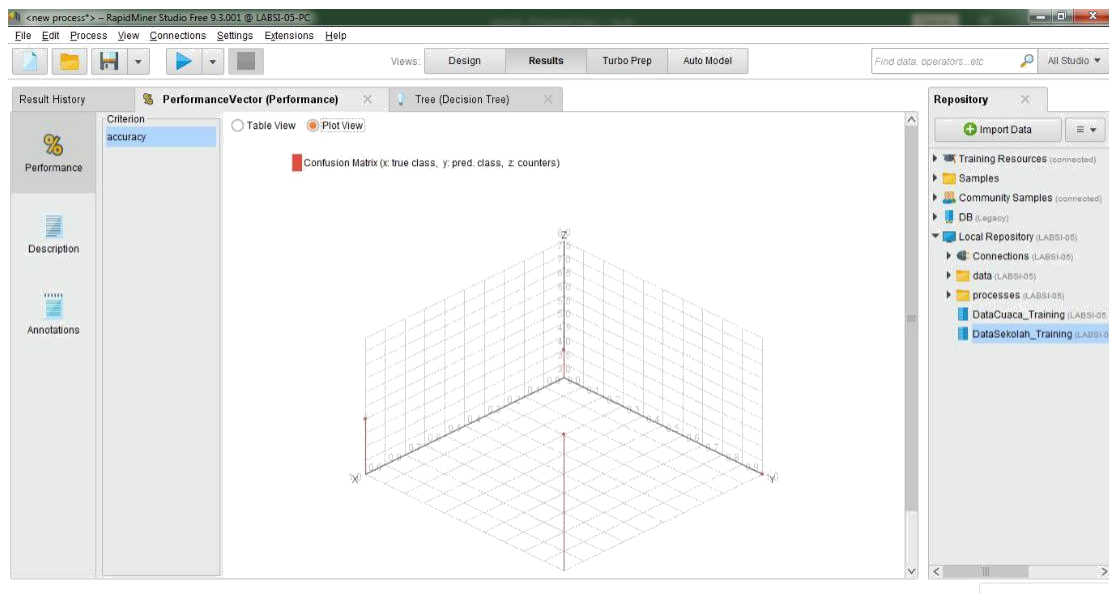 <new process*> – RapidMiner Studio Free 9.3.001 @ LABSI-05-PC
File Edit Process View Connections Settings Extensions Help
Views: Design Results Turbo Prep Auto Model Find data, operators...etc All Studio
Result History PerformanceVector (Performance) Tree (Decision Tree) Repository
Performance
Description
Annotations
Criterion
accuracy
Table View Plot View
Confusion Matrix (x: true class, y: pred. class, z: counters)
Z
X
Y
Import Data
Training Resources (connected)
Samples
Community Samples (connected)
DB (Legacy)
Local Repository (LABSI-05)
Connections (LABSI-05)
data (LABSI-05)
processes (LABSI-05)
DataCuaca_Training (LABSI-05
DataSekolah_Training (LABSI-0